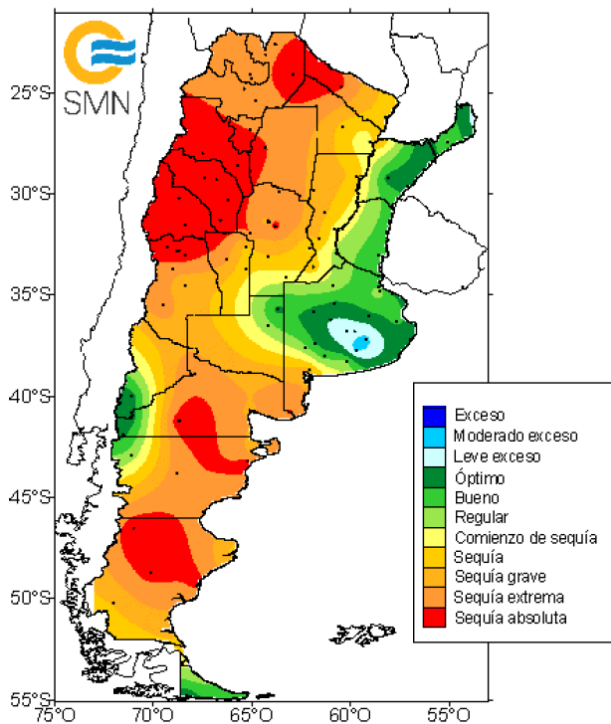 SMN
25°S
30°S
35°S
40°S
45°S
50°S
55°S
75°O 70°O 65°O 60°O 55°O
Exceso
Moderado exceso
Leve exceso
Óptimo
Bueno
Regular
Comienzo de sequía
Sequía
Sequía grave
Sequía extrema
Sequía absoluta